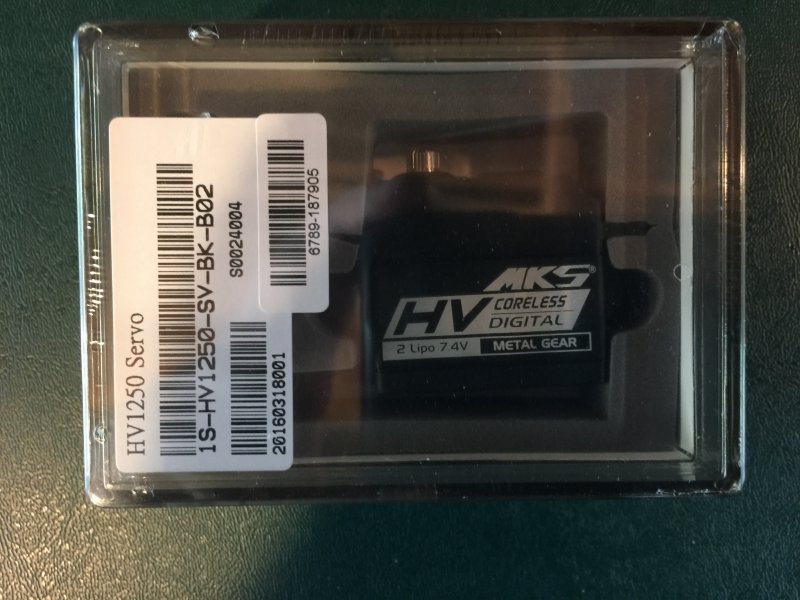 HV1250 Servo
1S-HV1250-SV-BK-B02
S0024004
20160318001
6789-187905
MKS®
HV CORELESS
DIGITAL
2 Lipo 7.4V METAL GEAR